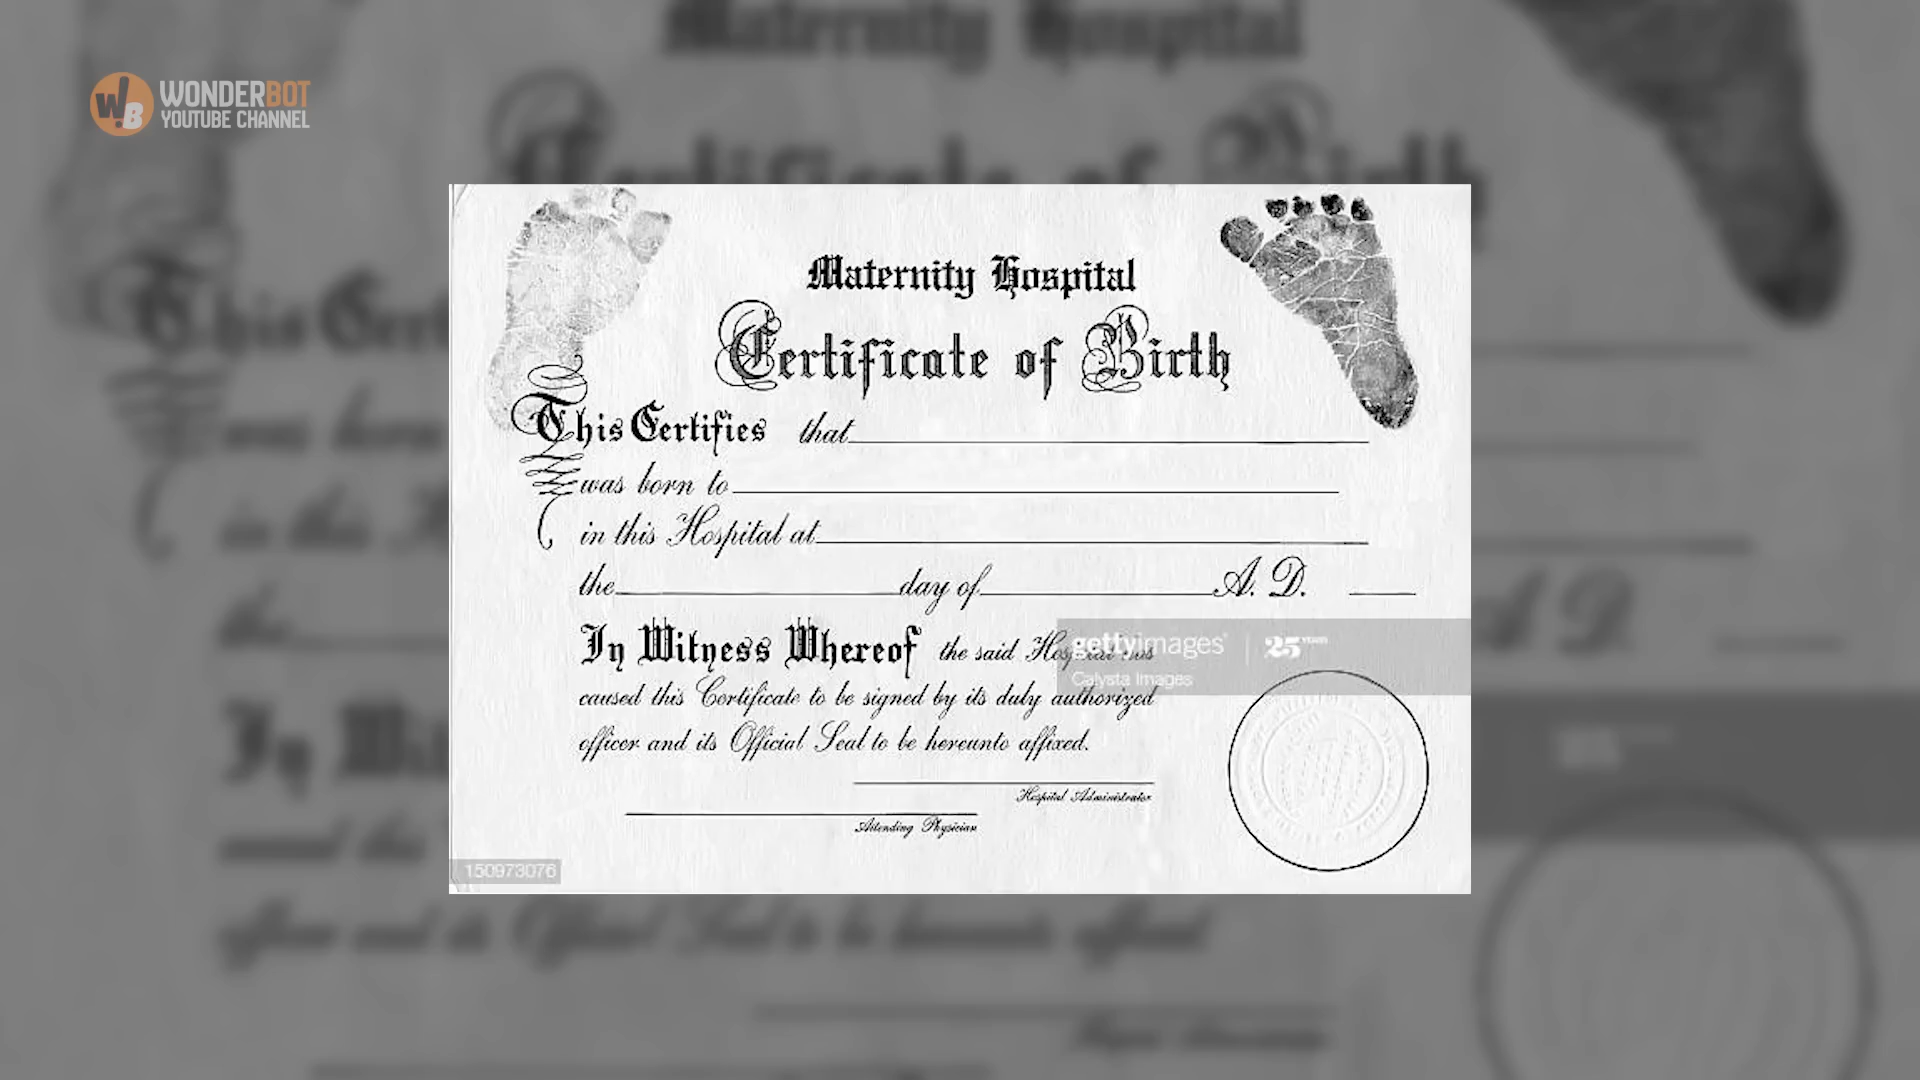 WONDERBOT
YOUTUBE CHANNEL
Maternity Hospital
Certificate of Birth
This Certifies that
was born to
in this Hospital at
the day of A. D.
In Witness Whereof the said Hospital has
caused this Certificate to be signed by its duly authorized
officer and its Official Seal to be hereunto affixed.
Hospital Administrator
Attending Physician
gettyimages® | 25 YEARS
Calysta Images
150973076